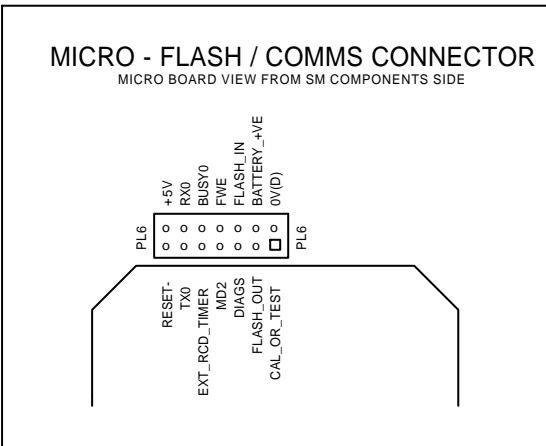 MICRO - FLASH / COMMS CONNECTOR
MICRO BOARD VIEW FROM SM COMPONENTS SIDE
+5V
RX0
BUSY0
FWE
FLASH_IN
BATTERY_+VE
0V(D)
PL6
PL6
RESET-
TX0
EXT_RCD_TIMER
MD2
DIAGS
FLASH_OUT
CAL_OR_TEST